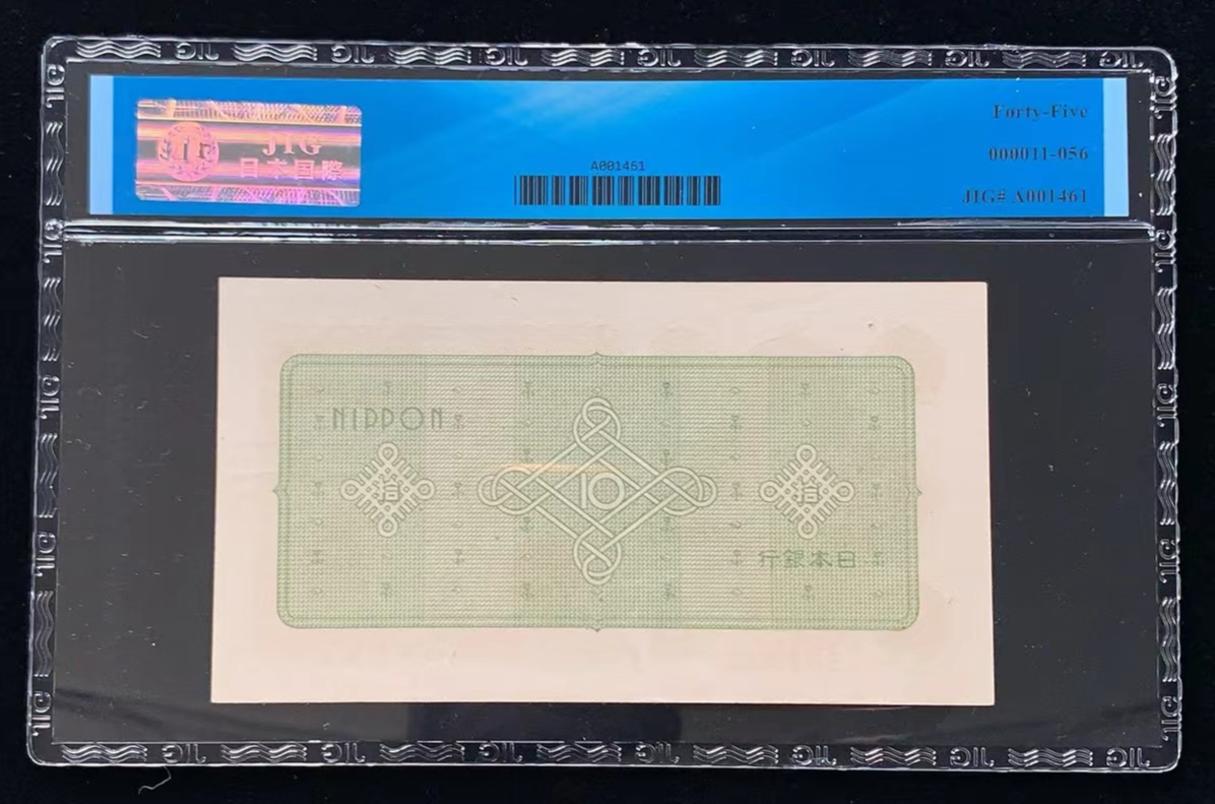 JIG
日本国際
A001461
Forty-Five
000011-056
JIG# A001461
NIPPON
拾
10
拾
行銀本日